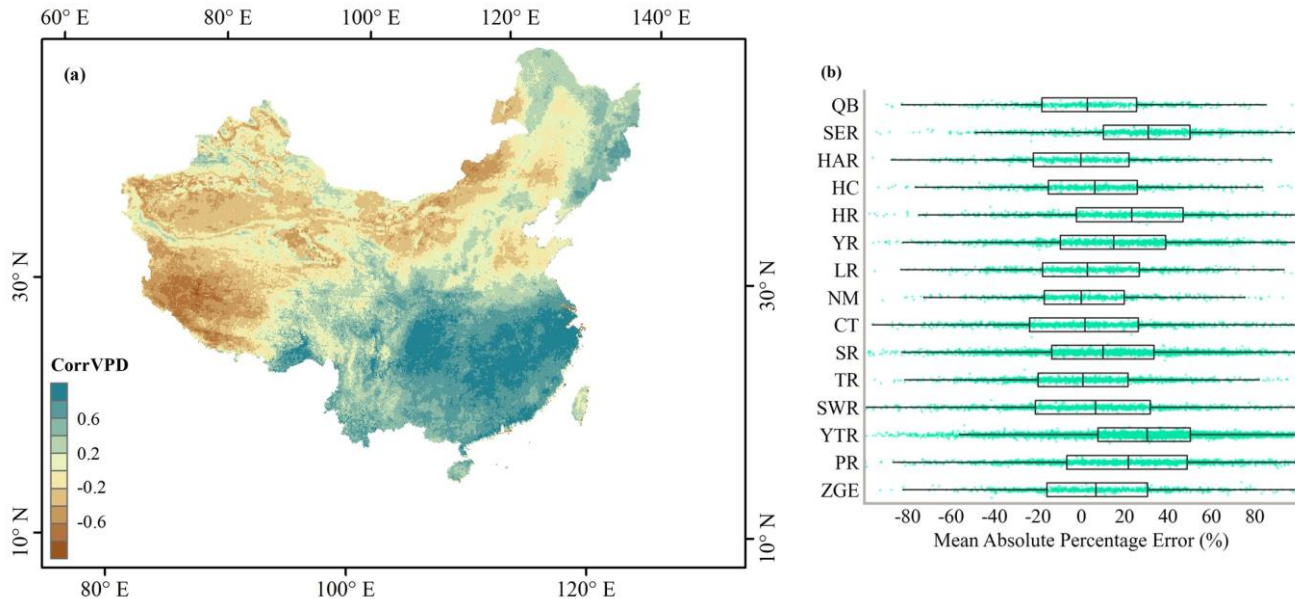 60° E 80° E 100° E 120° E 140° E
(a)
30° N
30° N
CorrVPD
0.6
0.2
-0.2
-0.6
10° N
10° N
80° E 100° E 120° E
(b)
QB
SER
HAR
HC
HR
YR
LR
NM
CT
SR
TR
SWR
YTR
PR
ZGE
-80 -60 -40 -20 0 20 40 60 80
Mean Absolute Percentage Error (%)